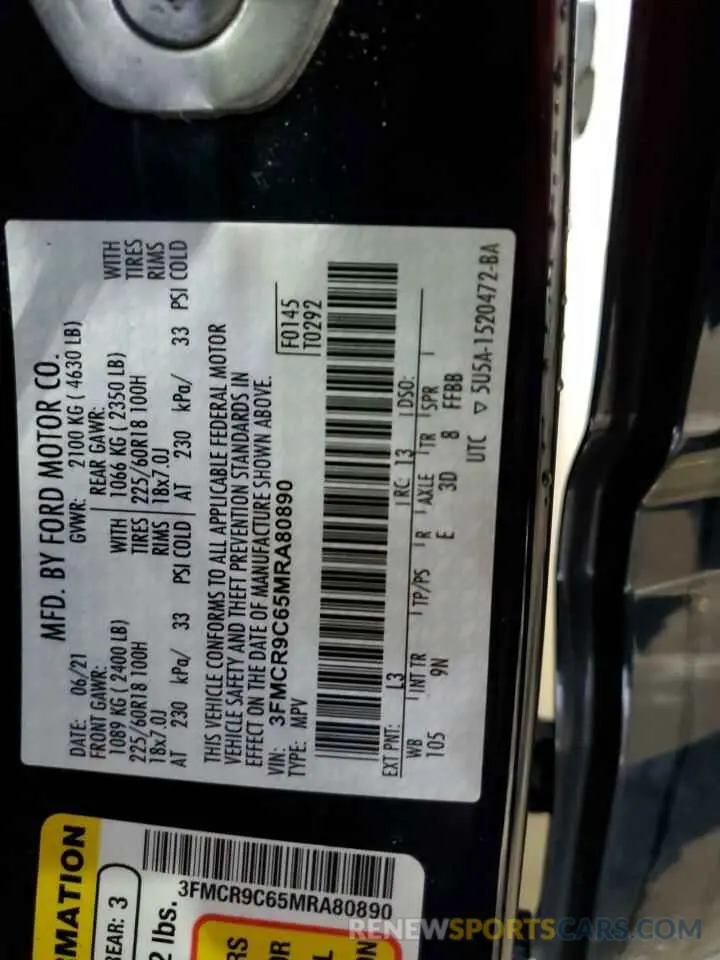 MFD. BY FORD MOTOR CO.
DATE: 06/21 GVWR: 2100 KG ( 4630 LB)
FRONT GAWR: REAR GAWR:
1089 KG ( 2400 LB) WITH 1066 KG ( 2350 LB) WITH
225/60R18 100H TIRES 225/60R18 100H TIRES
18x7.0J RIMS 18x7.0J RIMS
AT 230 kPa/ 33 PSI COLD AT 230 kPa/ 33 PSI COLD
THIS VEHICLE CONFORMS TO ALL APPLICABLE FEDERAL MOTOR
VEHICLE SAFETY AND THEFT PREVENTION STANDARDS IN
EFFECT ON THE DATE OF MANUFACTURE SHOWN ABOVE.
VIN: 3FMCR9C65MRA80890 F0145
TYPE: MPV T0292
EXT PNT: L3 RC: 13 DSO:
WB INT TR TP/PS R AXLE TR SPR
105 9N E 3D 8 FFBB
UTC ▽ 5U5A-1520472-BA
RMATION
REAR: 3
2 lbs.
3FMCR9C65MRA80890
RS
OR
L
ON
RENEWSPORTSCARS.COM